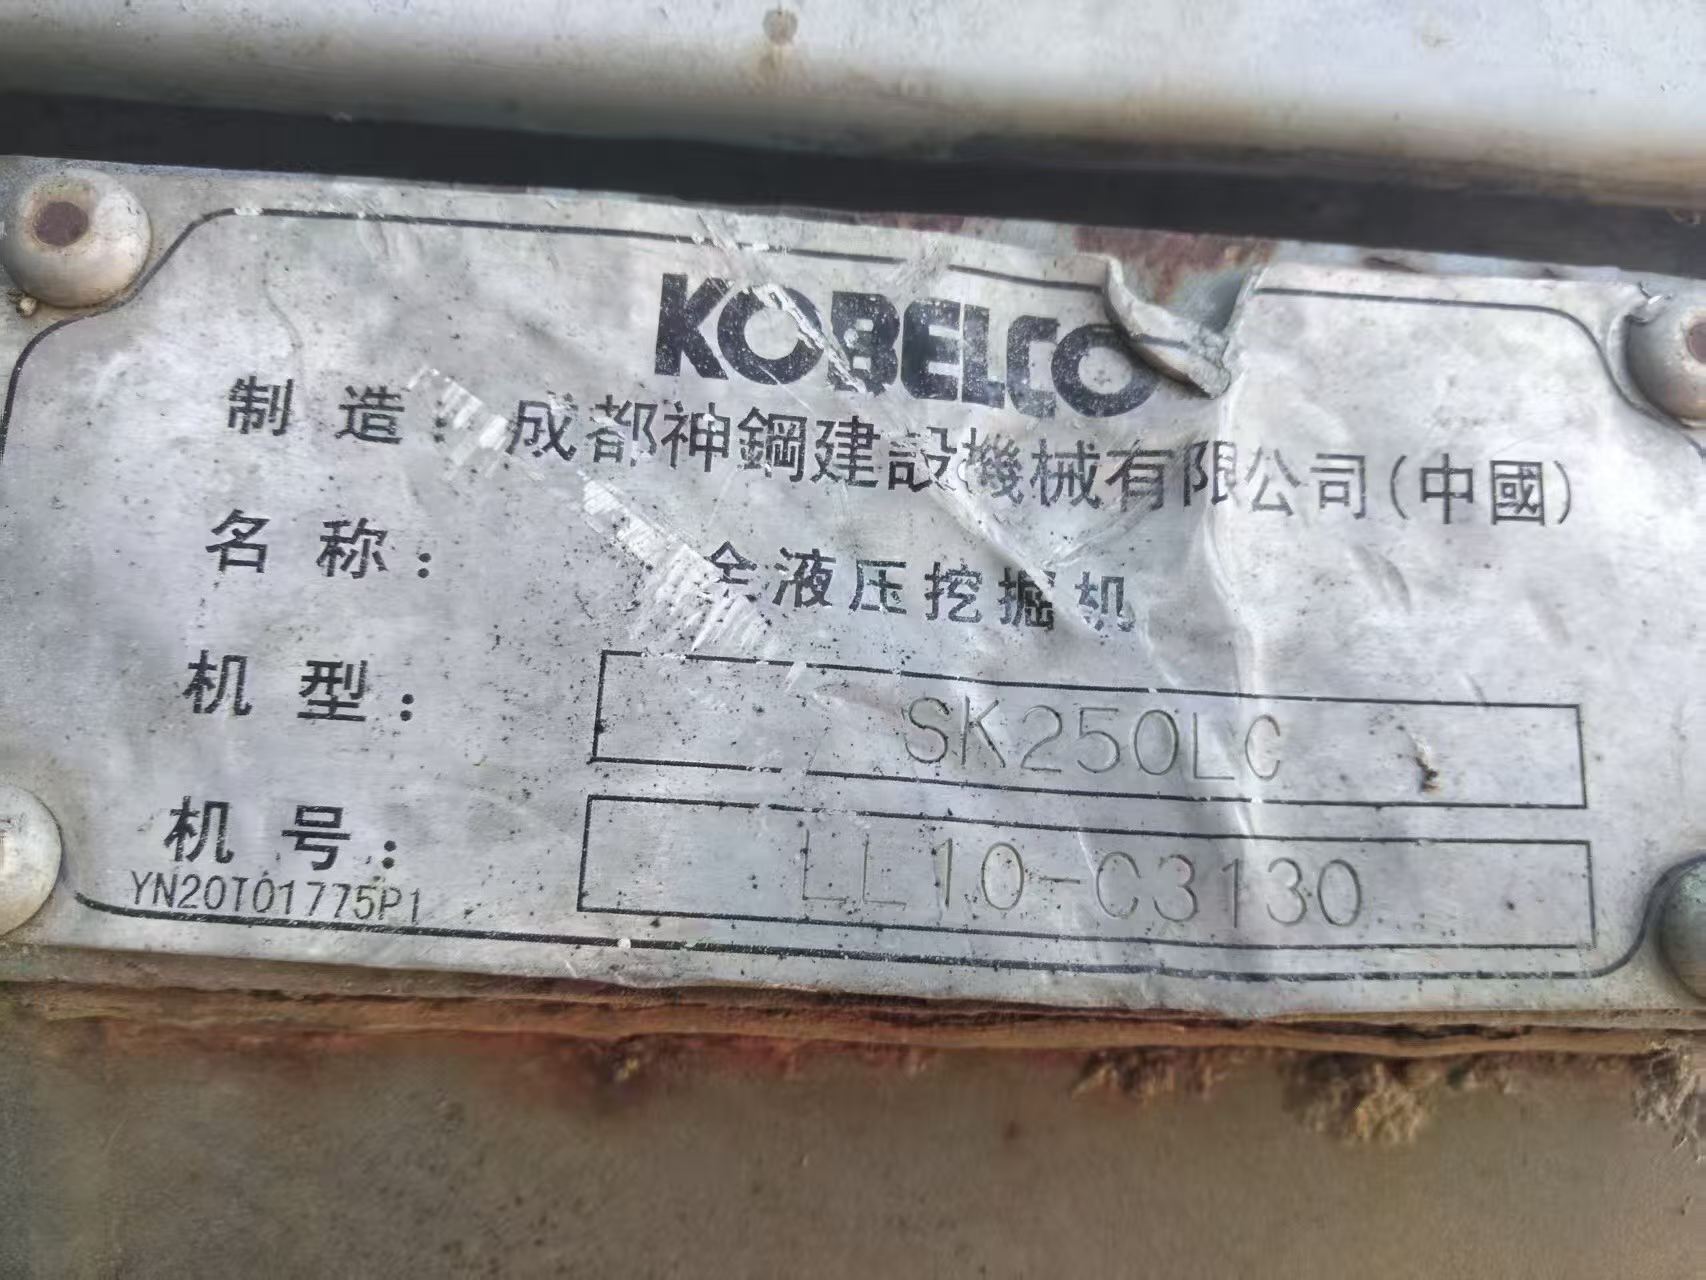 KOBELCO
制造：成都神鋼建設機械有限公司(中國)
名称：全液压挖掘机
机型：SK250LC
机号：LL10-C3130
YN20T01775P1